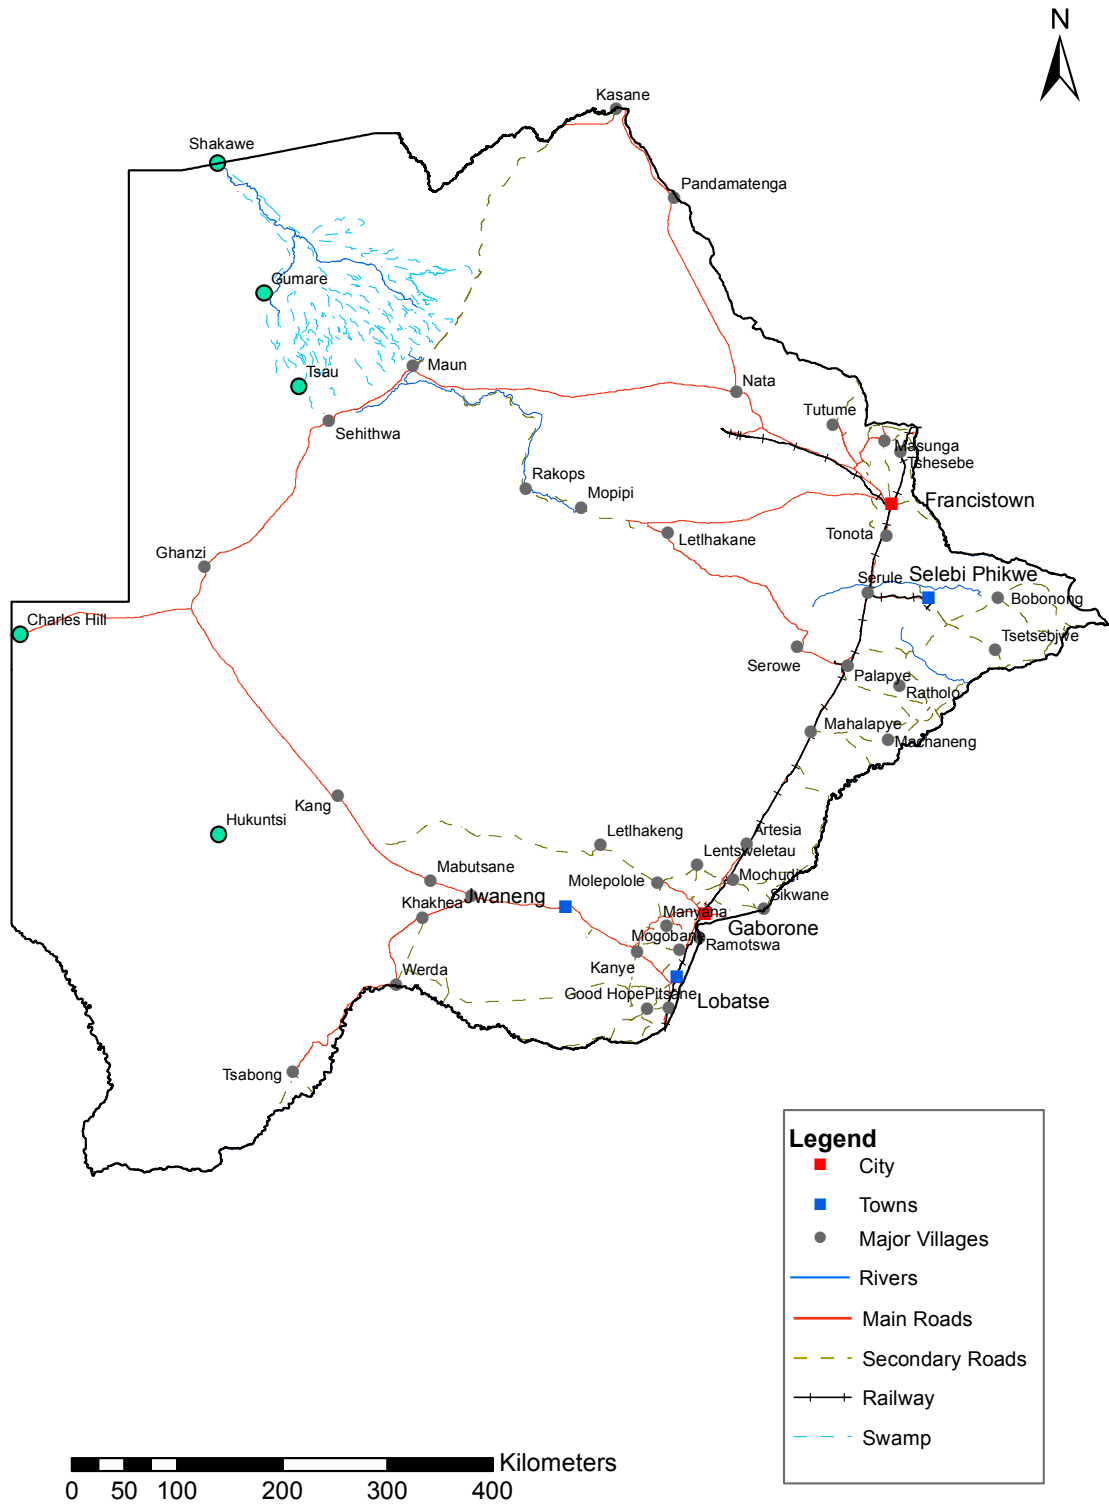 N
Kasane
Shakawe
Pandamatenga
Gumare
Maun
Tsau
Nata
Tutume
Sehithwa
Masunga
Tshesebe
Rakops
Mopipi
Francistown
Letlhakane
Tonota
Ghanzi
Serule
Selebi Phikwe
Bobonong
Charles Hill
Tsetsebjwe
Serowe
Palapye
Ratholo
Mahalapye
Machaneng
Kang
Hukuntsi
Letlhakeng
Artesia
Lentsweletau
Mabutsane
Molepolole
Mochudi
Jwaneng
Sikwane
Khakhea
Manyana
Gaborone
Mogobane
Ramotswa
Kanye
Werda
Good Hope
Pitsane
Lobatse
Tsabong
Legend
City
Towns
Major Villages
Rivers
Main Roads
Secondary Roads
Railway
Swamp
Kilometers
0 50 100 200 300 400